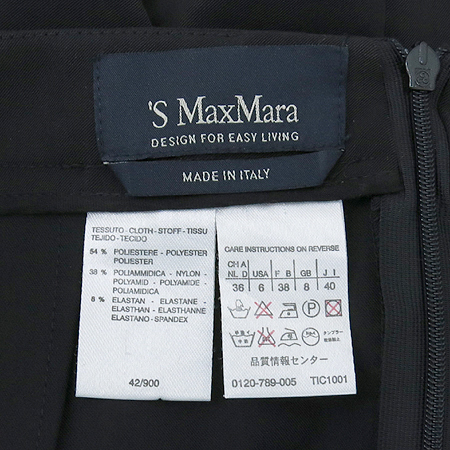 'S MaxMara
DESIGN FOR EASY LIVING
MADE IN ITALY
TESSUTO - CLOTH - STOFF - TISSU
TEJIDO - TECIDO
54 % POLIESTERE - POLYESTER
POLIESTER
38 % POLIAMMIDICA - NYLON -
POLYAMID - POLYAMIDE -
POLIAMIDICA
8 % ELASTAN - ELASTANE -
ELASTHAN - ELASTHANNE
ELASTANO - SPANDEX
42/900
CARE INSTRUCTIONS ON REVERSE
CH A USA F B GB J I
NL D
36 6 38 8 40
品質情報センター
0120-789-005 TIC1001